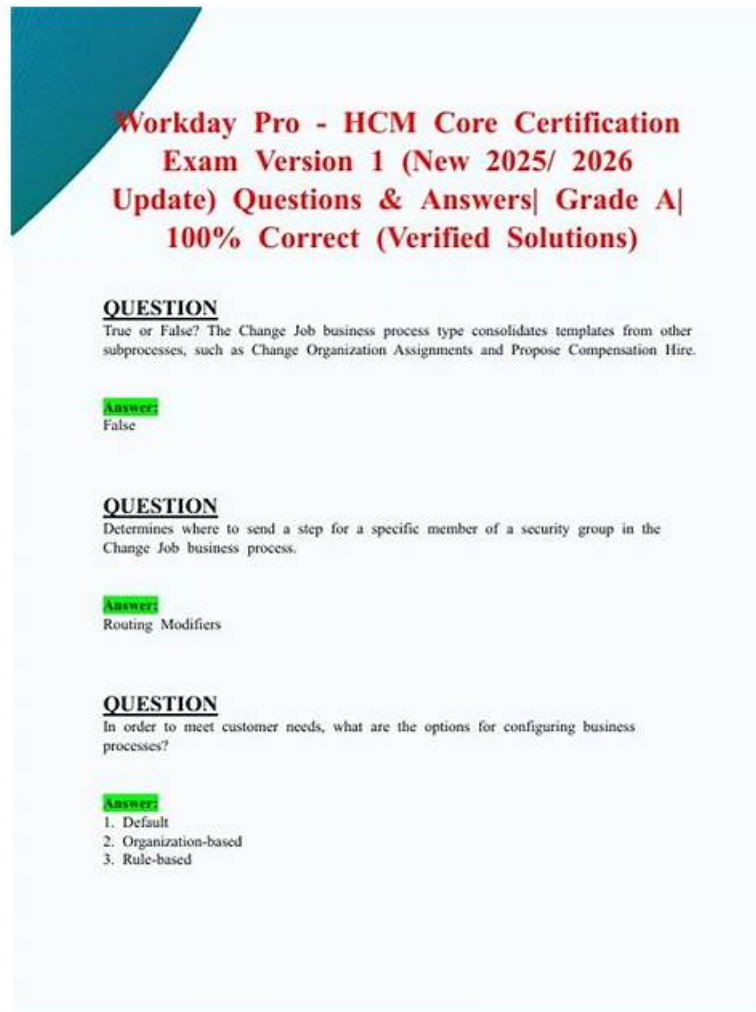 Workday Pro - HCM Core Certification
Exam Version 1 (New 2025/ 2026
Update) Questions & Answers| Grade A|
100% Correct (Verified Solutions)
QUESTION
True or False? The Change Job business process type consolidates templates from other
subprocesses, such as Change Organization Assignments and Propose Compensation Hire.
Answer:
False
QUESTION
Determines where to send a step for a specific member of a security group in the
Change Job business process.
Answer:
Routing Modifiers
QUESTION
In order to meet customer needs, what are the options for configuring business
processes?
Answer:
1. Default
2. Organization-based
3. Rule-based